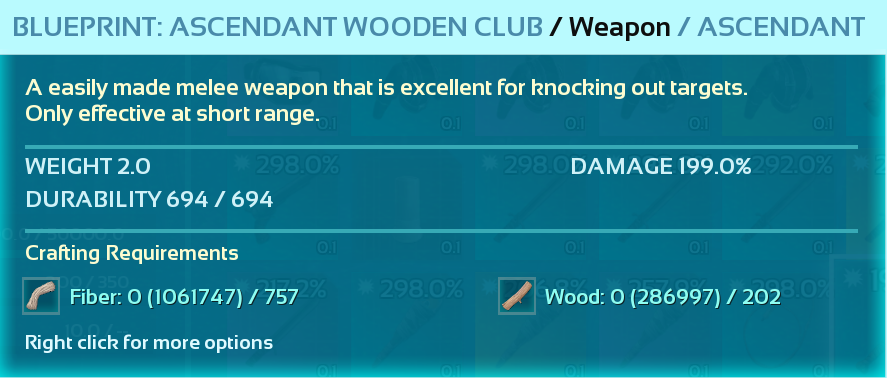 BLUEPRINT: ASCENDANT WOODEN CLUB / Weapon / ASCENDANT
A easily made melee weapon that is excellent for knocking out targets.
Only effective at short range.
WEIGHT 2.0 DAMAGE 199.0%
DURABILITY 694 / 694
Crafting Requirements
Fiber: 0 (1061747) / 757 Wood: 0 (286997) / 202
Right click for more options